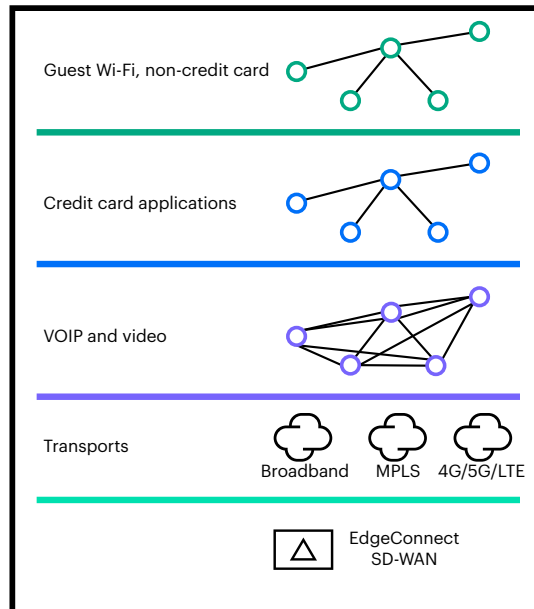 Guest Wi-Fi, non-credit card
Credit card applications
VOIP and video
Transports
Broadband
MPLS
4G/5G/LTE
EdgeConnect
SD-WAN